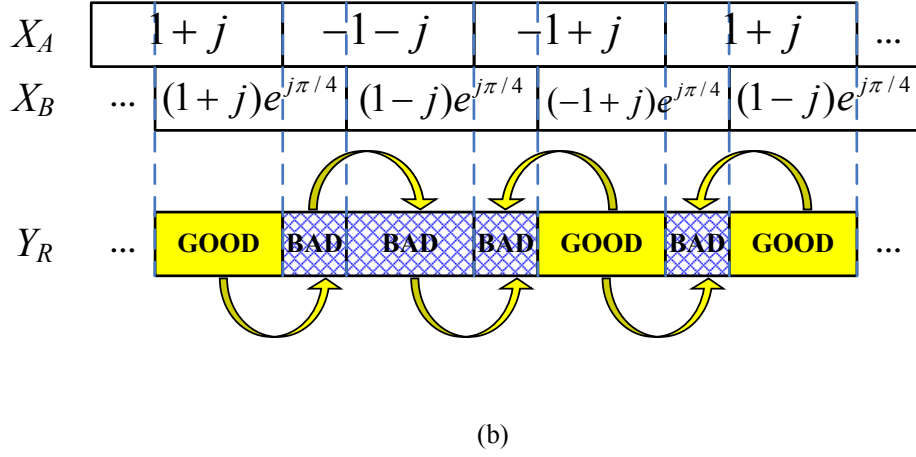 X_A 1 + j −1 − j −1 + j 1 + j ...
X_B ... (1 + j)e^{jπ/4} (1 − j)e^{jπ/4} (−1 + j)e^{jπ/4} (1 − j)e^{jπ/4}
Y_R ... GOOD BAD BAD BAD GOOD BAD GOOD ...
(b)